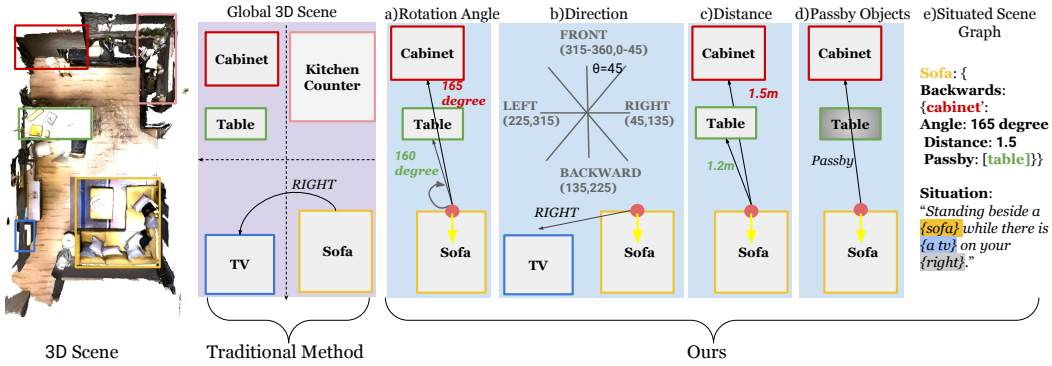 Global 3D Scene
Cabinet
Kitchen
Counter
Table
RIGHT
TV
Sofa
a)Rotation Angle
Cabinet
165
degree
Table
160
degree
Sofa
b)Direction
FRONT
(315-360,0-45)
θ=45
LEFT
(225,315)
RIGHT
(45,135)
BACKWARD
(135,225)
RIGHT
TV
Sofa
c)Distance
Cabinet
1.5m
Table
1.2m
Sofa
d)Passby Objects
Cabinet
Table
Passby
Sofa
e)Situated Scene
Graph
Sofa: {
Backwards:
{cabinet':
Angle: 165 degree
Distance: 1.5
Passby: [table]}}
Situation:
“Standing beside a
{sofa} while there is
{a tv} on your
{right}.”
3D Scene
Traditional Method
Ours